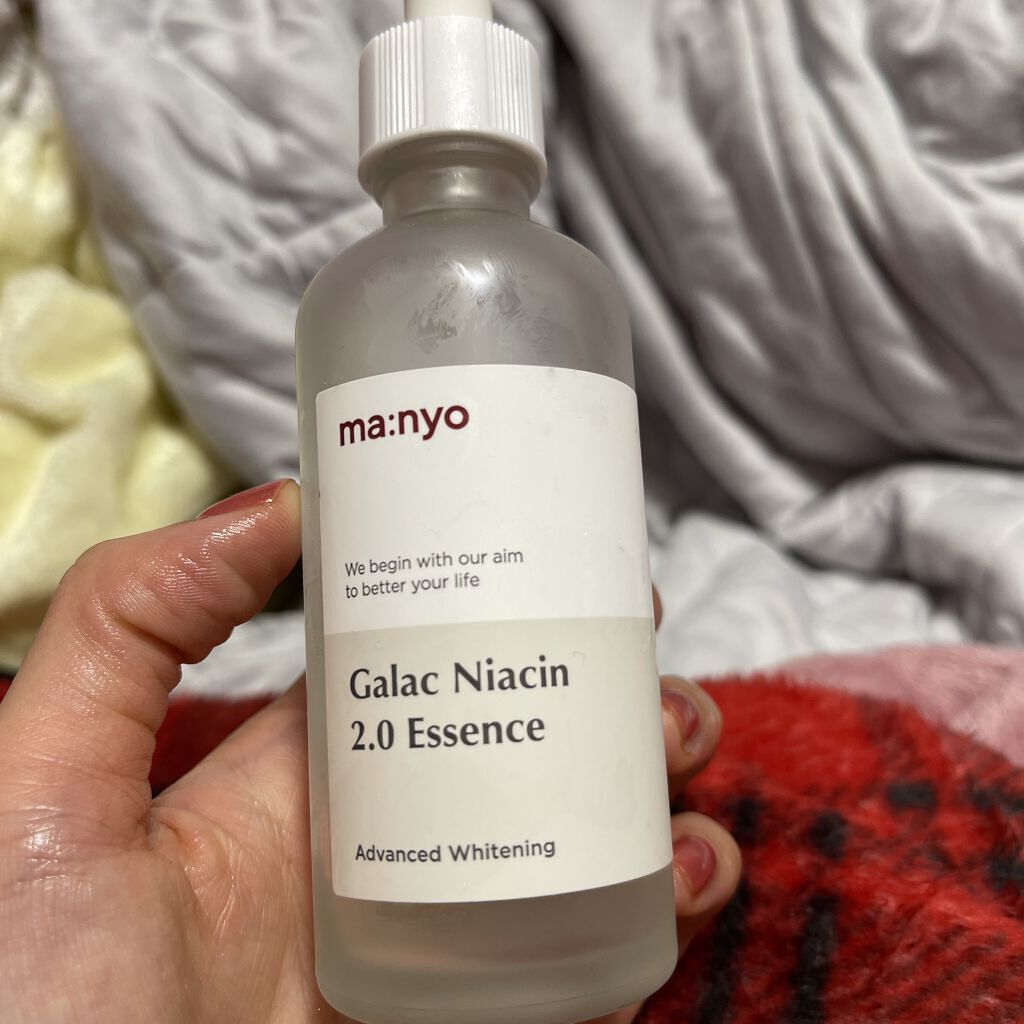 ma:nyo
We begin with our aim
to better your life
Galac Niacin
2.0 Essence
Advanced Whitening